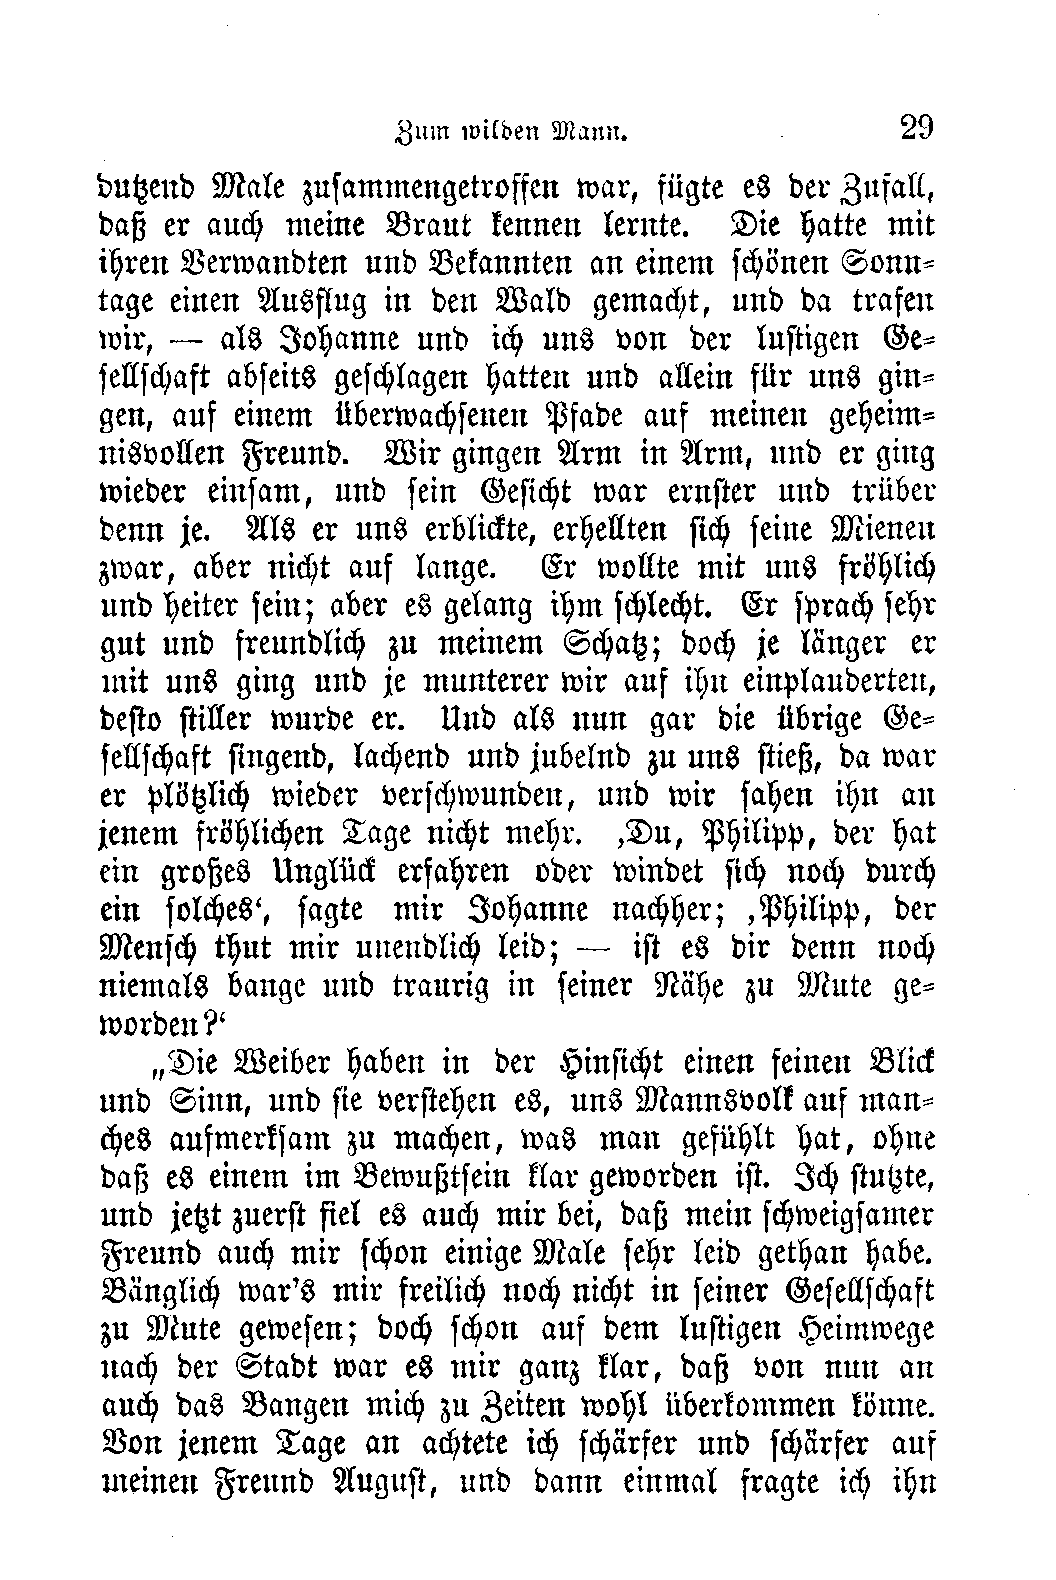 Zum wilden Mann. 29
dutzend Male zusammengetroffen war, fügte es der Zufall,
daß er auch meine Braut kennen lernte. Die hatte mit
ihren Verwandten und Bekannten an einem schönen Sonn-
tage einen Ausflug in den Wald gemacht, und da trafen
wir, — als Johanne und ich uns von der lustigen Ge-
sellschaft abseits geschlagen hatten und allein für uns gin-
gen, auf einem überwachsenen Pfade auf meinen geheim-
nisvollen Freund. Wir gingen Arm in Arm, und er ging
wieder einsam, und sein Gesicht war ernster und trüber
denn je. Als er uns erblickte, erhellten sich seine Mienen
zwar, aber nicht auf lange. Er wollte mit uns fröhlich
und heiter sein; aber es gelang ihm schlecht. Er sprach sehr
gut und freundlich zu meinem Schatz; doch je länger er
mit uns ging und je munterer wir auf ihn einplauderten,
desto stiller wurde er. Und als nun gar die übrige Ge-
sellschaft singend, lachend und jubelnd zu uns stieß, da war
er plötzlich wieder verschwunden, und wir sahen ihn an
jenem fröhlichen Tage nicht mehr. ‚Du, Philipp, der hat
ein großes Unglück erfahren oder windet sich noch durch
ein solches‘, sagte mir Johanne nachher; ‚Philipp, der
Mensch thut mir unendlich leid; — ist es dir denn noch
niemals bange und traurig in seiner Nähe zu Mute ge-
worden?‘
„Die Weiber haben in der Hinsicht einen feinen Blick
und Sinn, und sie verstehen es, uns Mannsvolk auf man-
ches aufmerksam zu machen, was man gefühlt hat, ohne
daß es einem im Bewußtsein klar geworden ist. Ich stutzte,
und jetzt zuerst fiel es auch mir bei, daß mein schweigsamer
Freund auch mir schon einige Male sehr leid gethan habe.
Bänglich war's mir freilich noch nicht in seiner Gesellschaft
zu Mute gewesen; doch schon auf dem lustigen Heimwege
nach der Stadt war es mir ganz klar, daß von nun an
auch das Bangen mich zu Zeiten wohl überkommen könne.
Von jenem Tage an achtete ich schärfer und schärfer auf
meinen Freund August, und dann einmal fragte ich ihn